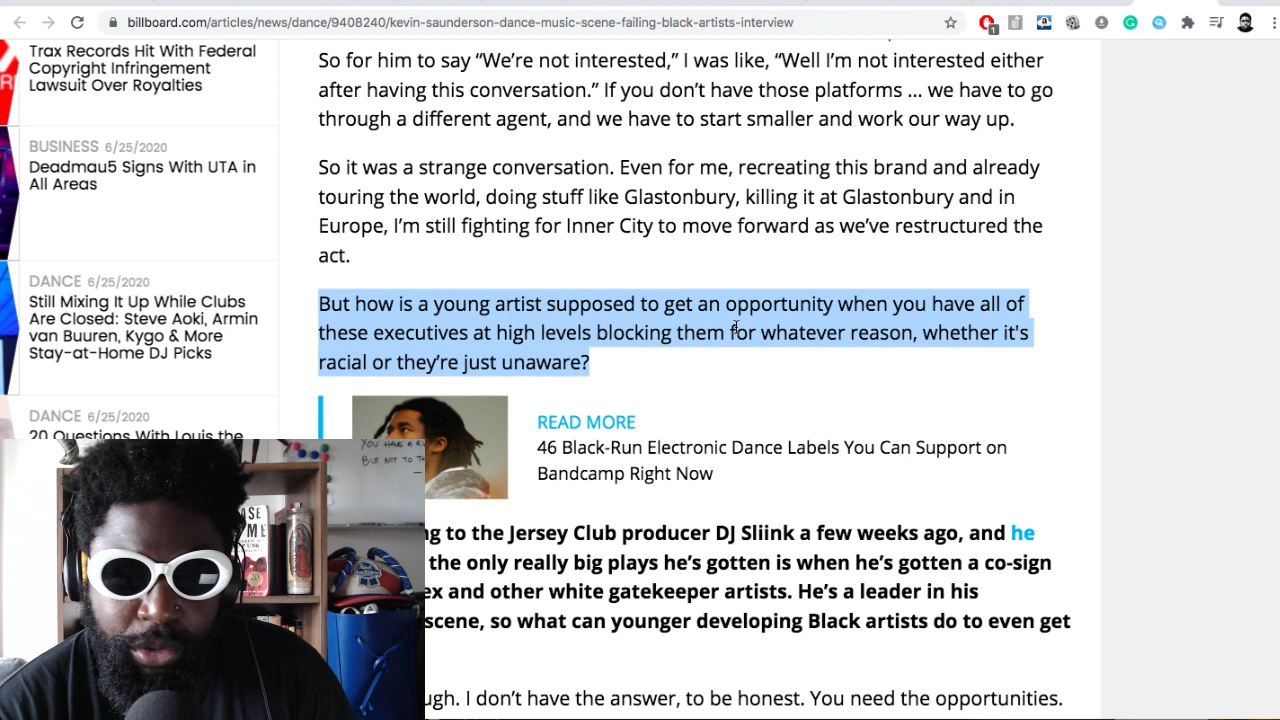 billboard.com/articles/news/dance/9408240/kevin-saunderson-dance-music-scene-failing-black-artists-interview
1
Trax Records Hit With Federal
Copyright Infringement
Lawsuit Over Royalties
BUSINESS 6/25/2020
Deadmau5 Signs With UTA in
All Areas
DANCE 6/25/2020
Still Mixing It Up While Clubs
Are Closed: Steve Aoki, Armin
van Buuren, Kygo & More
Stay-at-Home DJ Picks
DANCE 6/25/2020
20 Questions With Louis the
So for him to say “We’re not interested,” I was like, “Well I’m not interested either
after having this conversation.” If you don’t have those platforms ... we have to go
through a different agent, and we have to start smaller and work our way up.
So it was a strange conversation. Even for me, recreating this brand and already
touring the world, doing stuff like Glastonbury, killing it at Glastonbury and in
Europe, I’m still fighting for Inner City to move forward as we’ve restructured the
act.
But how is a young artist supposed to get an opportunity when you have all of
these executives at high levels blocking them for whatever reason, whether it's
racial or they’re just unaware?
YOU HAVE A
BUT NOT TO
READ MORE
46 Black-Run Electronic Dance Labels You Can Support on
Bandcamp Right Now
to the Jersey Club producer DJ Sliink a few weeks ago, and he
the only really big plays he’s gotten is when he’s gotten a co-sign
and other white gatekeeper artists. He’s a leader in his
scene, so what can younger developing Black artists do to even get
I don’t have the answer, to be honest. You need the opportunities.